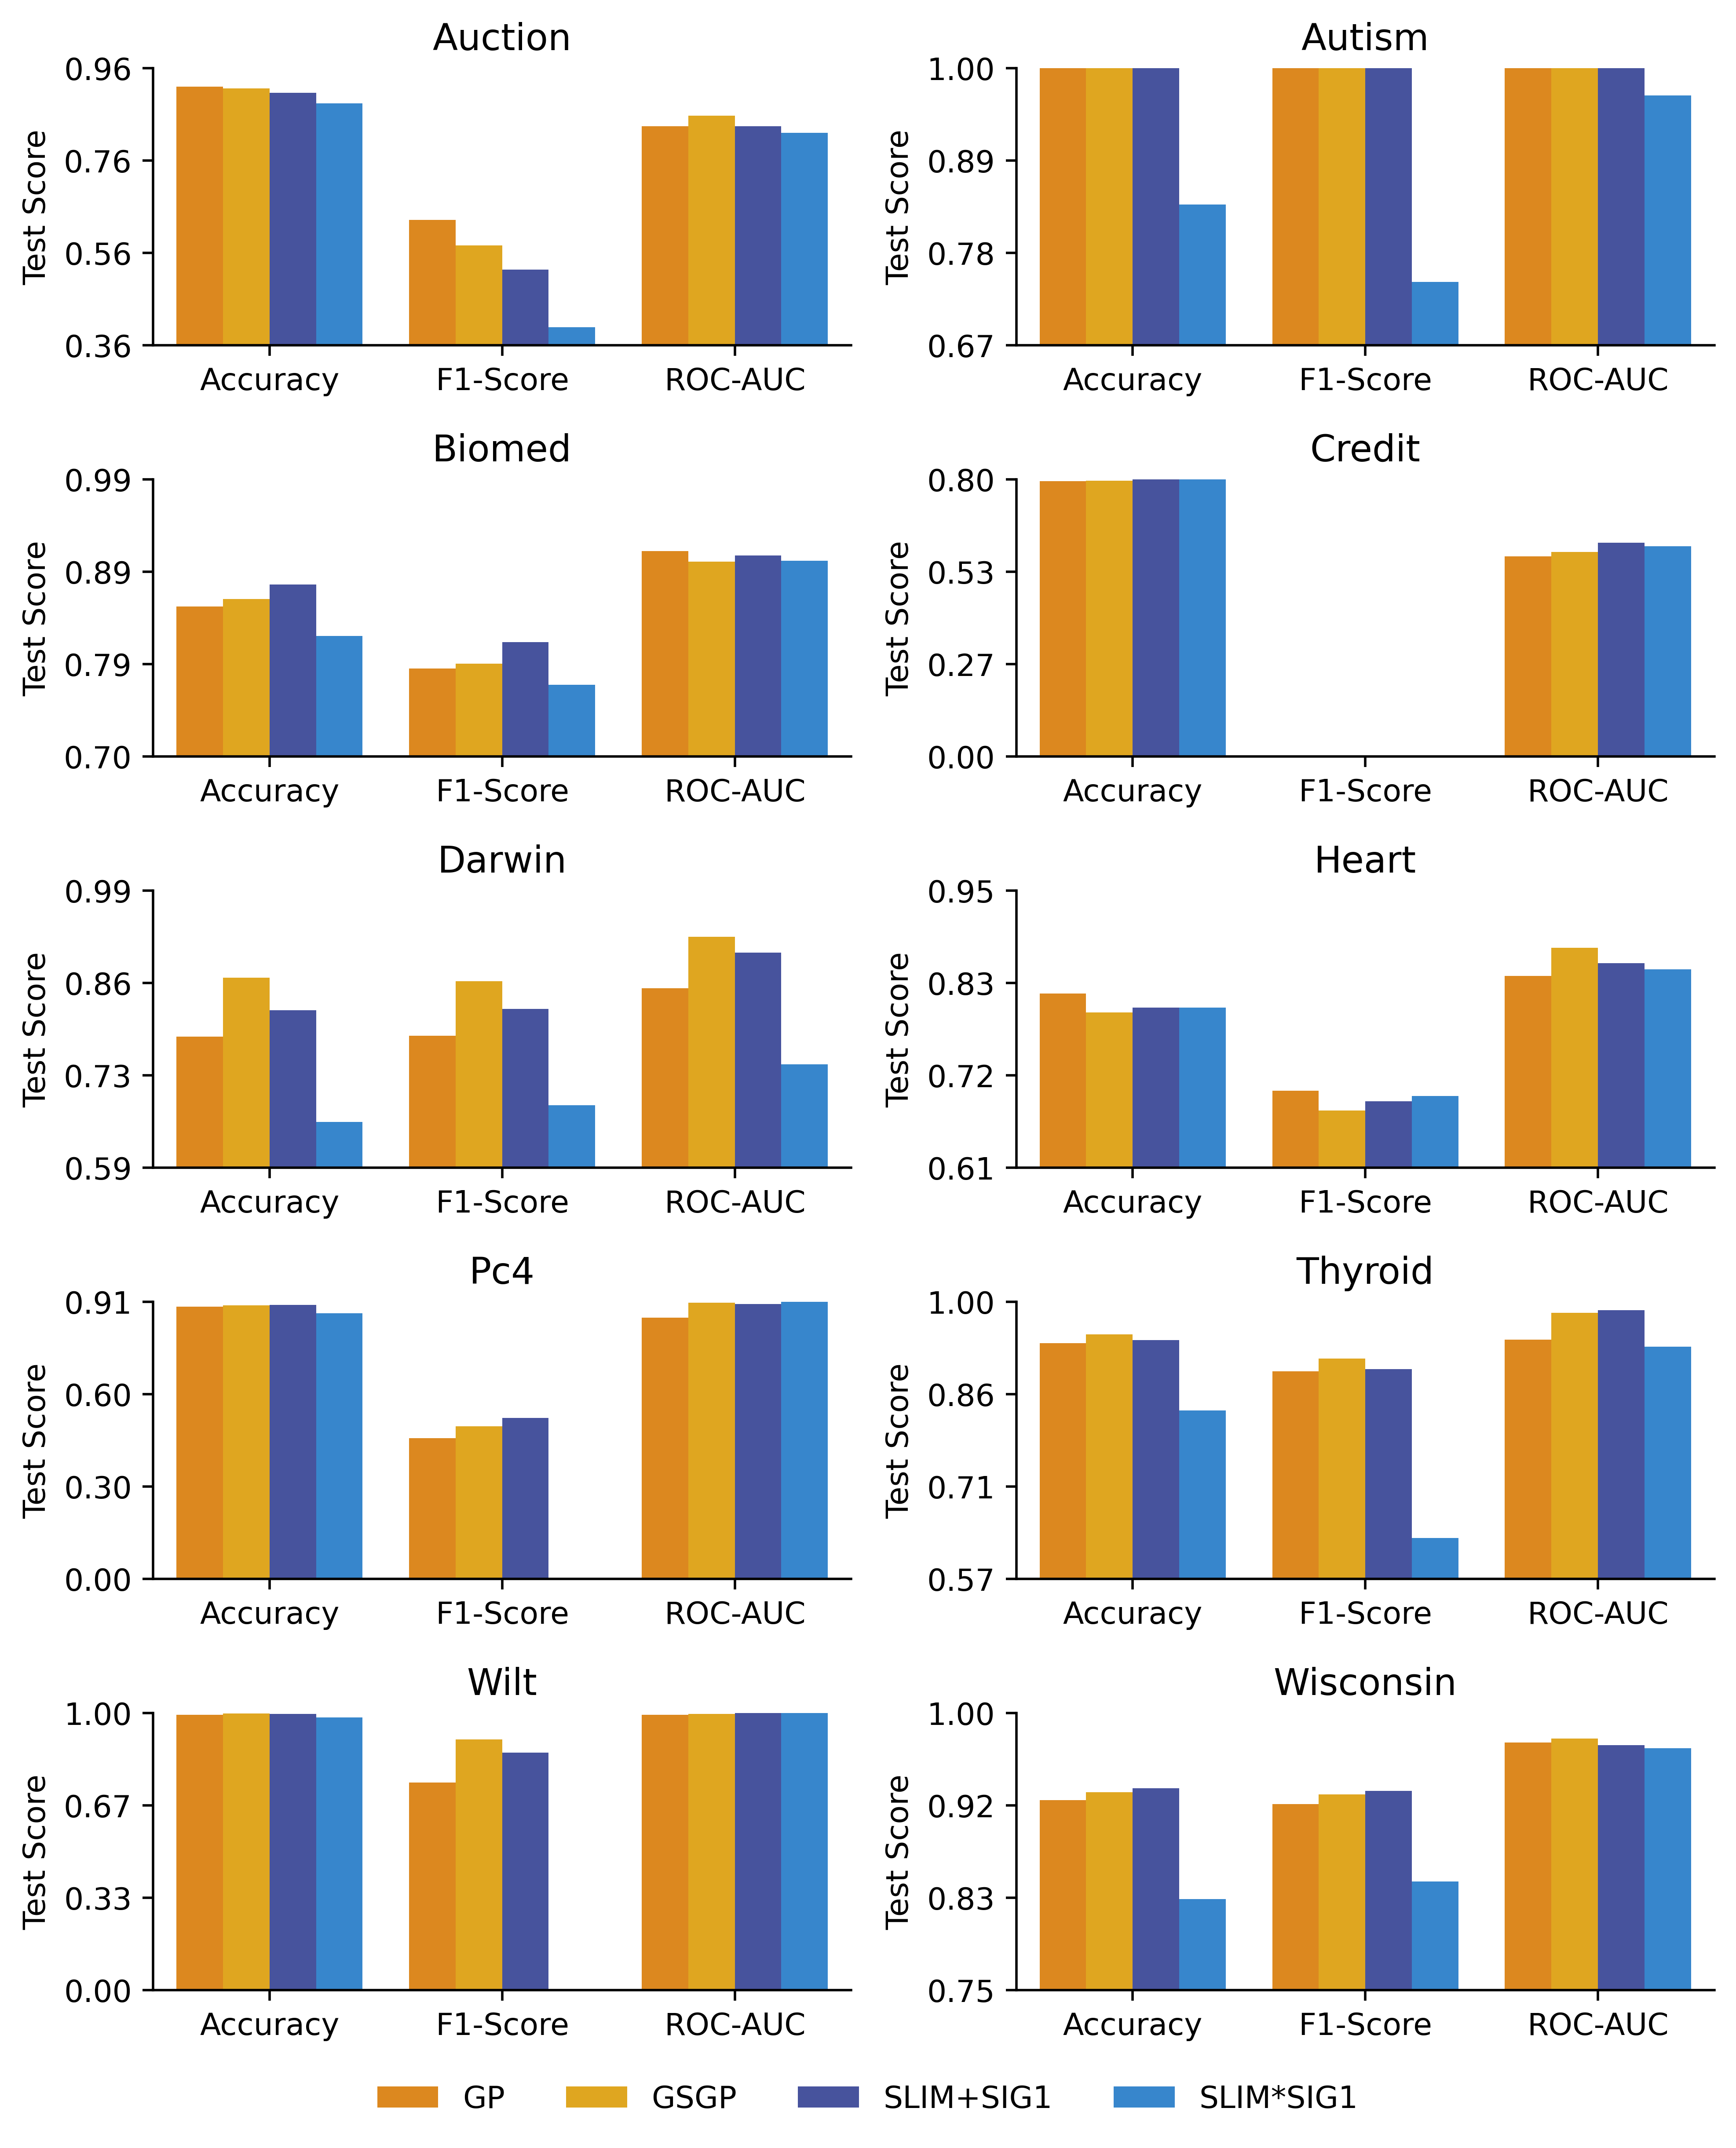 Auction
0.96
0.76
0.56
0.36
Test Score
Accuracy F1-Score ROC-AUC
Autism
1.00
0.89
0.78
0.67
Test Score
Accuracy F1-Score ROC-AUC
Biomed
0.99
0.89
0.79
0.70
Test Score
Accuracy F1-Score ROC-AUC
Credit
0.80
0.53
0.27
0.00
Test Score
Accuracy F1-Score ROC-AUC
Darwin
0.99
0.86
0.73
0.59
Test Score
Accuracy F1-Score ROC-AUC
Heart
0.95
0.83
0.72
0.61
Test Score
Accuracy F1-Score ROC-AUC
Pc4
0.91
0.60
0.30
0.00
Test Score
Accuracy F1-Score ROC-AUC
Thyroid
1.00
0.86
0.71
0.57
Test Score
Accuracy F1-Score ROC-AUC
Wilt
1.00
0.67
0.33
0.00
Test Score
Accuracy F1-Score ROC-AUC
Wisconsin
1.00
0.92
0.83
0.75
Test Score
Accuracy F1-Score ROC-AUC
GP GSGP SLIM+SIG1 SLIM*SIG1